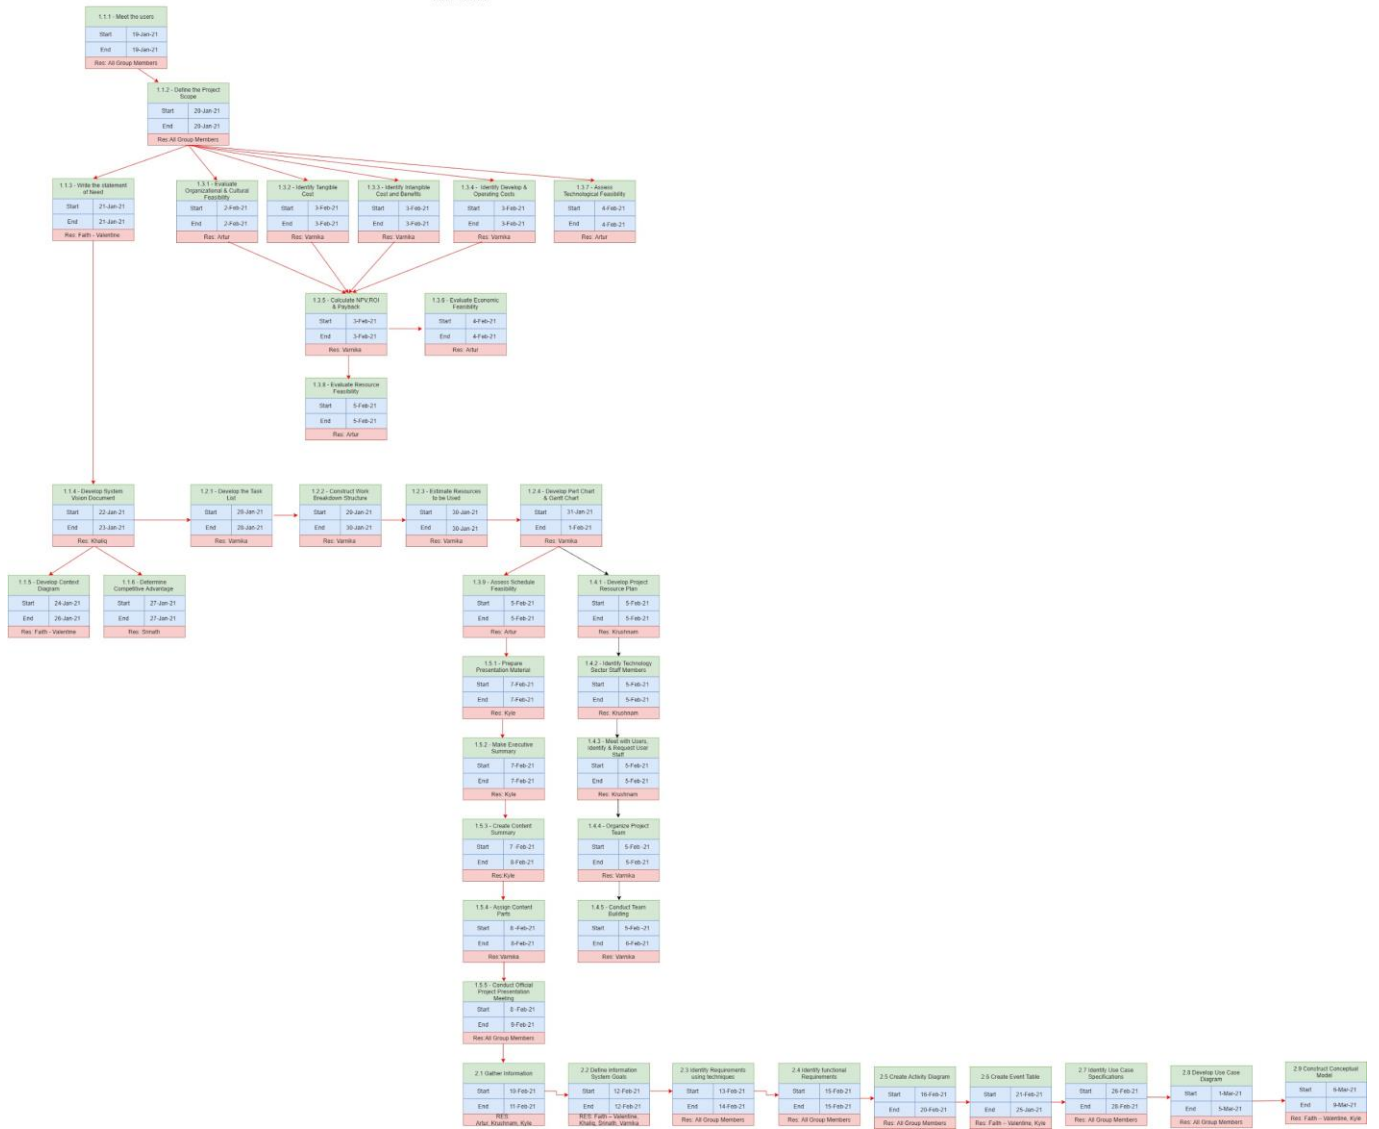 1.1.1 - Meet the users
Start 19-Jan-21
End 19-Jan-21
Res: All Group Members
1.1.2 - Define the Project
Scope
Start 20-Jan-21
End 20-Jan-21
Res: All Group Members
1.1.3 - Write the statement
of Need
Start 21-Jan-21
End 21-Jan-21
Res: Faith - Valentine
1.3.1 - Evaluate
Organizational & Cultural
Feasibility
Start 2-Feb-21
End 2-Feb-21
Res: Artur
1.3.2 - Identify Tangible
Cost
Start 3-Feb-21
End 3-Feb-21
Res: Varnika
1.3.3 - Identify Intangible
Cost and Benefits
Start 3-Feb-21
End 3-Feb-21
Res: Varnika
1.3.4 - Identify Develop &
Operating Costs
Start 3-Feb-21
End 3-Feb-21
Res: Varnika
1.3.7 - Assess
Technological Feasibility
Start 4-Feb-21
End 4-Feb-21
Res: Artur
1.3.5 - Calculate NPV,ROI
& Payback
Start 3-Feb-21
End 3-Feb-21
Res: Varnika
1.3.6 - Evaluate Economic
Feasibility
Start 4-Feb-21
End 4-Feb-21
Res: Artur
1.3.8 - Evaluate Resource
Feasibility
Start 5-Feb-21
End 5-Feb-21
Res: Artur
1.1.4 - Develop System
Vision Document
Start 22-Jan-21
End 23-Jan-21
Res: Khaliq
1.2.1 - Develop the Task
List
Start 28-Jan-21
End 28-Jan-21
Res: Varnika
1.2.2 - Construct Work
Breakdown Structure
Start 29-Jan-21
End 30-Jan-21
Res: Varnika
1.2.3 - Estimate Resources
to be Used
Start 30-Jan-21
End 30-Jan-21
Res: Varnika
1.2.4 - Develop Pert Chart
& Gantt Chart
Start 31-Jan-21
End 1-Feb-21
Res: Varnika
1.1.5 - Develop Context
Diagram
Start 24-Jan-21
End 26-Jan-21
Res: Faith - Valentine
1.1.6 - Determine
Competitive Advantage
Start 27-Jan-21
End 27-Jan-21
Res: Srinath
1.3.9 - Assess Schedule
Feasibility
Start 5-Feb-21
End 5-Feb-21
Res: Artur
1.4.1 - Develop Project
Resource Plan
Start 5-Feb-21
End 5-Feb-21
Res: Krushnam
1.5.1 - Prepare
Presentation Material
Start 7-Feb-21
End 7-Feb-21
Res: Kyle
1.4.2 - Identify Technology
Sector Staff Members
Start 5-Feb-21
End 5-Feb-21
Res: Krushnam
1.5.2 - Make Executive
Summary
Start 7-Feb-21
End 7-Feb-21
Res: Kyle
1.4.3 - Meet with Users,
Identify & Request User
Staff
Start 5-Feb-21
End 5-Feb-21
Res: Krushnam
1.5.3 - Create Content
Summary
Start 7 -Feb-21
End 8-Feb-21
Res:Kyle
1.4.4 - Organize Project
Team
Start 5-Feb -21
End 5-Feb-21
Res: Varnika
1.5.4 - Assign Content
Parts
Start 8 -Feb-21
End 8-Feb-21
Res:Varnika
1.4.5 - Conduct Team
Building
Start 5-Feb -21
End 6-Feb-21
Res: Varnika
1.5.5 - Conduct Official
Project Presentation
Meeting
Start 8 -Feb-21
End 9-Feb-21
Res:All Group Members
2.1 Gather Information
Start 10-Feb-21
End 11-Feb-21
RES:
Artur, Krushnam, Kyle
2.2 Define Information
System Goals
Start 12-Feb-21
End 12-Feb-21
RES: Faith - Valentine,
Khaliq, Srinath, Varnika
2.3 Identify Requirements
using techniques
Start 13-Feb-21
End 14-Feb-21
Res: All Group Members
2.4 Identify functional
Requirements
Start 15-Feb-21
End 15-Feb-21
Res: All Group Members
2.5 Create Activity Diagram
Start 16-Feb-21
End 20-Feb-21
Res: All Group Members
2.6 Create Event Table
Start 21-Feb-21
End 25-Jan-21
Res: Faith - Valentine, Kyle
2.7 Identify Use Case
Specifications
Start 26-Feb-21
End 28-Feb-21
Res: All Group Members
2.8 Develop Use Case
Diagram
Start 1-Mar-21
End 5-Mar-21
Res: All Group Members
2.9 Construct Conceptual
Model
Start 6-Mar-21
End 9-Mar-21
Res: Faith - Valentine, Kyle